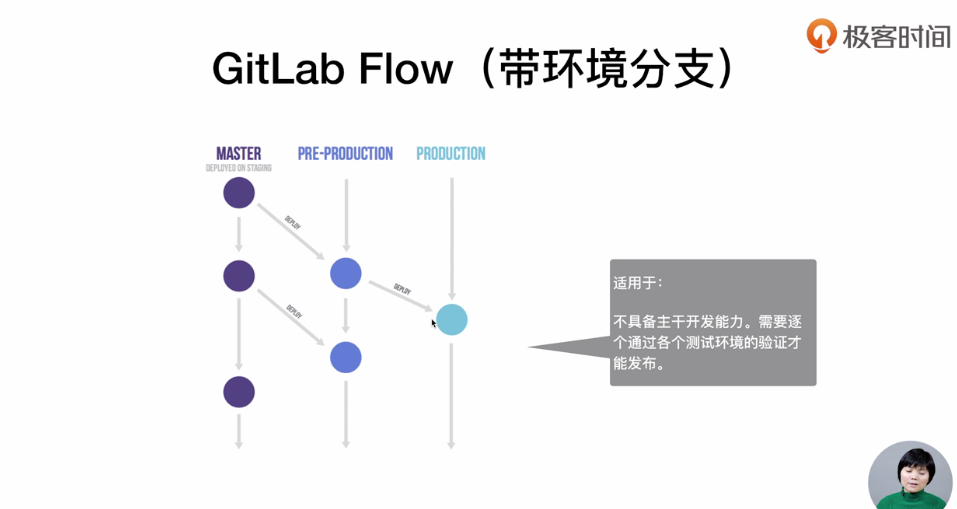 极客时间
GitLab Flow（带环境分支）
MASTER
DEPLOYED ON STAGING
PRE-PRODUCTION
PRODUCTION
DEPLOY
DEPLOY
DEPLOY
适用于：
不具备主干开发能力。需要逐
个通过各个测试环境的验证才
能发布。